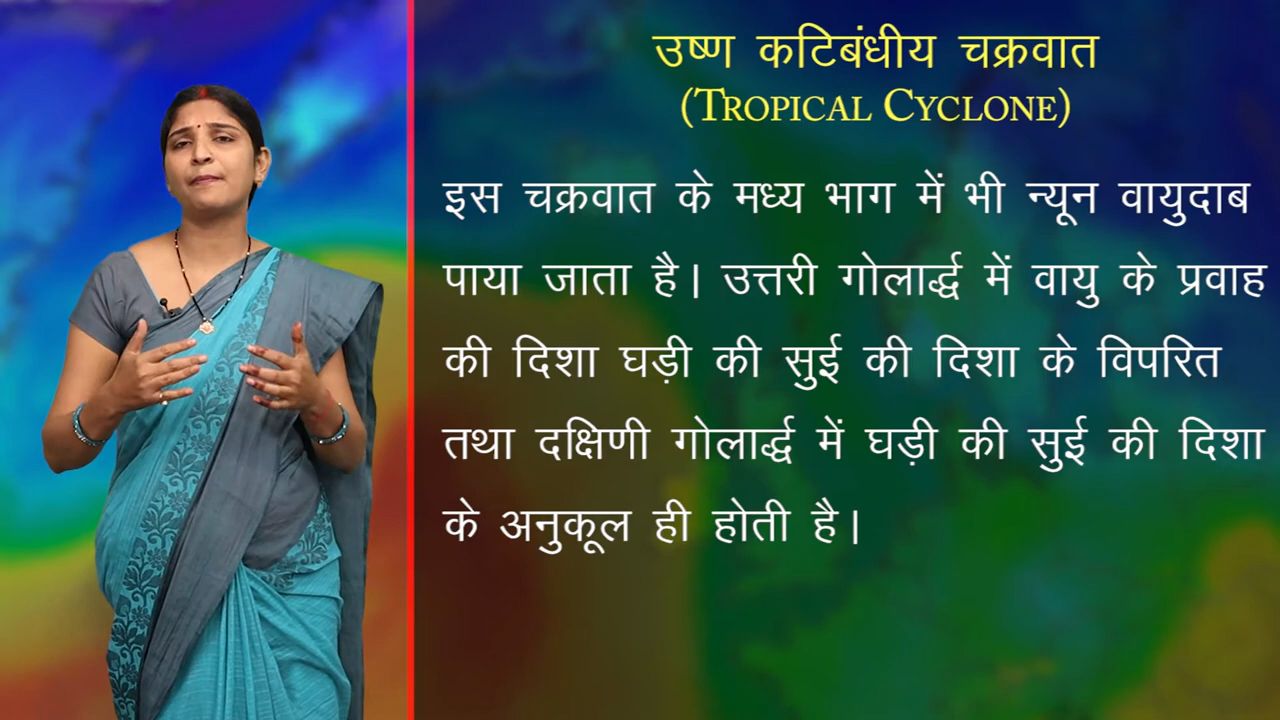 उष्ण कटिबंधीय चक्रवात
(TROPICAL CYCLONE)
इस चक्रवात के मध्य भाग में भी न्यून वायुदाब
पाया जाता है। उत्तरी गोलार्द्ध में वायु के प्रवाह
की दिशा घड़ी की सुई की दिशा के विपरित
तथा दक्षिणी गोलार्द्ध में घड़ी की सुई की दिशा
के अनुकूल ही होती है।